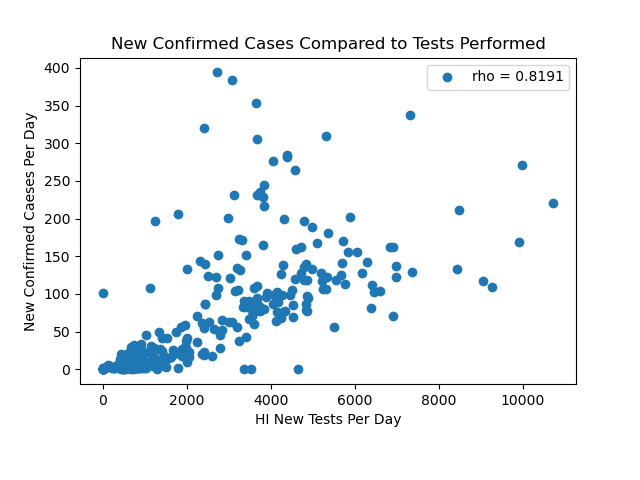 New Confirmed Cases Compared to Tests Performed
rho = 0.8191
400
350
300
250
200
150
100
50
0
New Confirmed Caeses Per Day
0 2000 4000 6000 8000 10000
HI New Tests Per Day